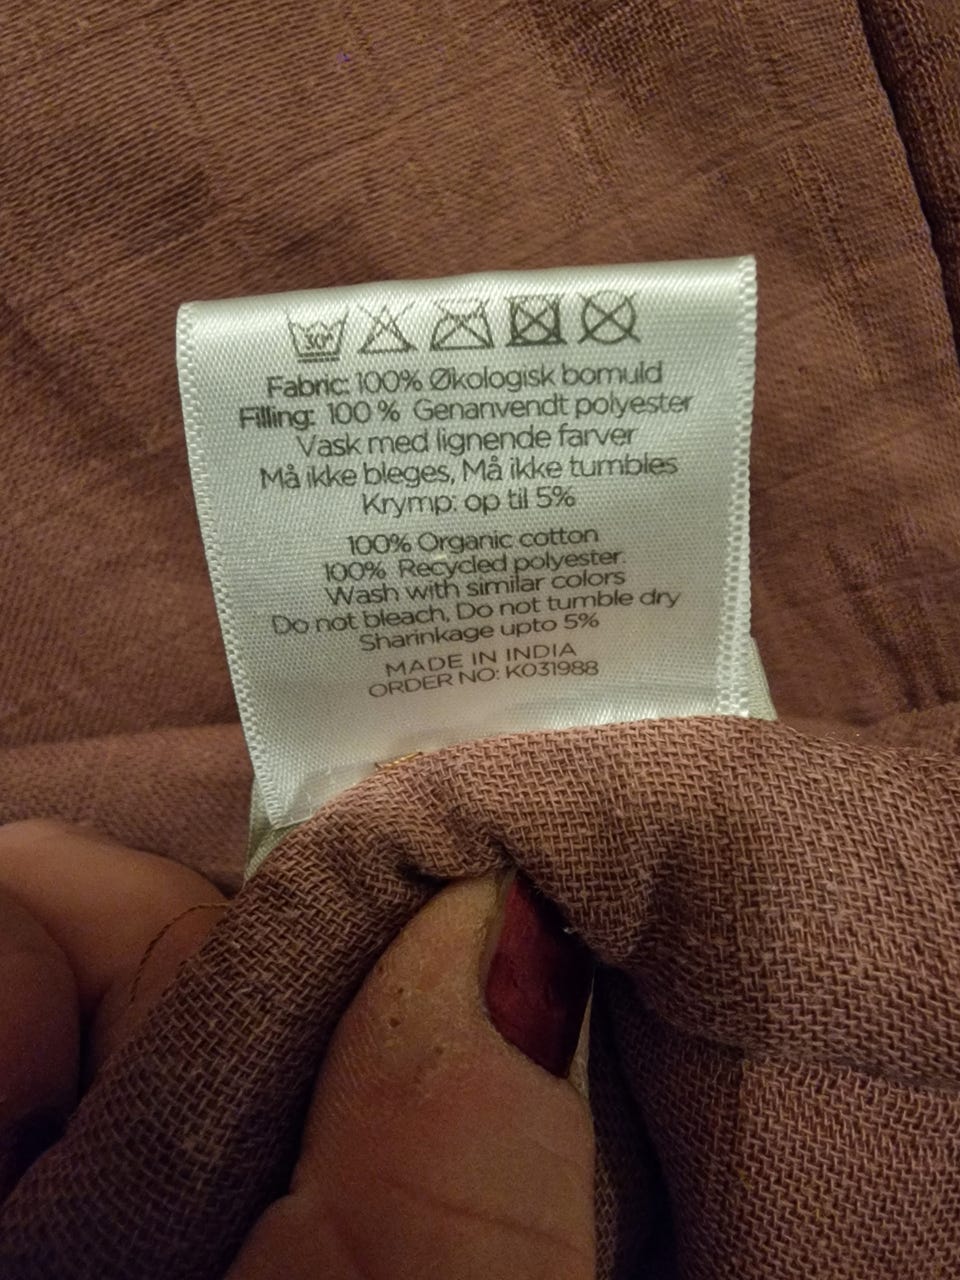 30°
Fabric: 100% Økologisk bomuld
Filling: 100 % Genanvendt polyester
Vask med lignende farver
Må ikke bleges, Må ikke tumbles
Krymp: op til 5%
100% Organic cotton
100% Recycled polyester.
Wash with similar colors
Do not bleach, Do not tumble dry
Sharinkage upto 5%
MADE IN INDIA
ORDER NO: K031988